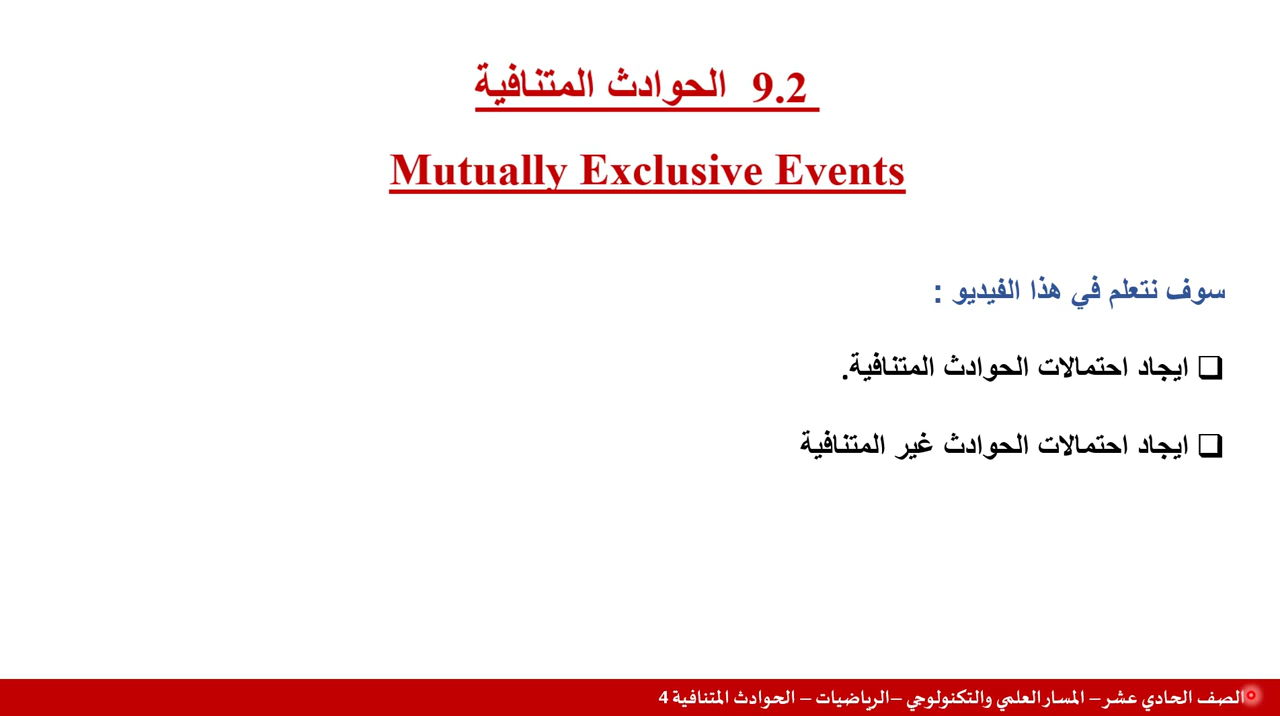 9.2 الحوادث المتنافية
Mutually Exclusive Events
سوف نتعلم في هذا الفيديو :
ايجاد احتمالات الحوادث المتنافية.
ايجاد احتمالات الحوادث غير المتنافية
الصف الحادي عشر – المسار العلمي والتكنولوجي –الرياضيات – الحوادث المتنافية 4